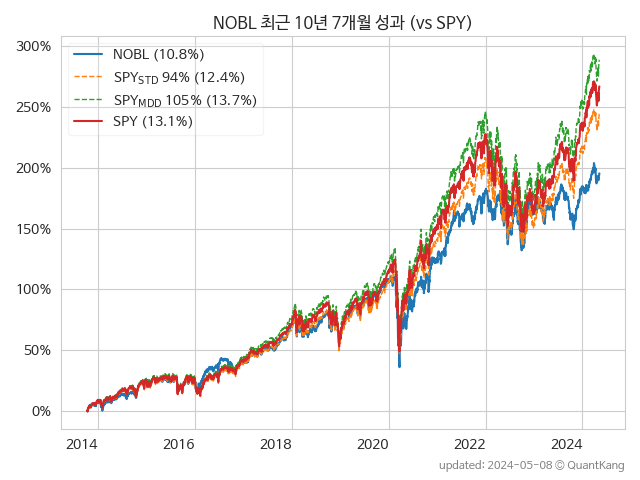 NOBL 최근 10년 7개월 성과 (vs SPY)
300%
250%
200%
150%
100%
50%
0%
NOBL (10.8%)
SPY_STD 94% (12.4%)
SPY_MDD 105% (13.7%)
SPY (13.1%)
2014 2016 2018 2020 2022 2024
updated: 2024-05-08 © QuantKang